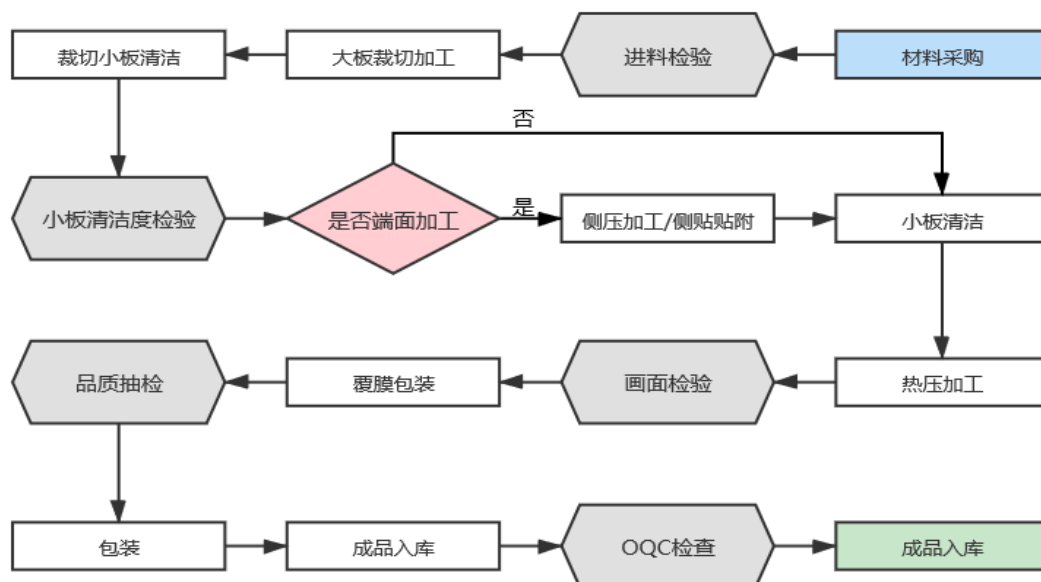 裁切小板清洁
大板裁切加工
进料检验
材料采购
否
小板清洁度检验
是否端面加工
是
侧压加工/侧贴贴附
小板清洁
品质抽检
覆膜包装
画面检验
热压加工
包装
成品入库
OQC检查
成品入库